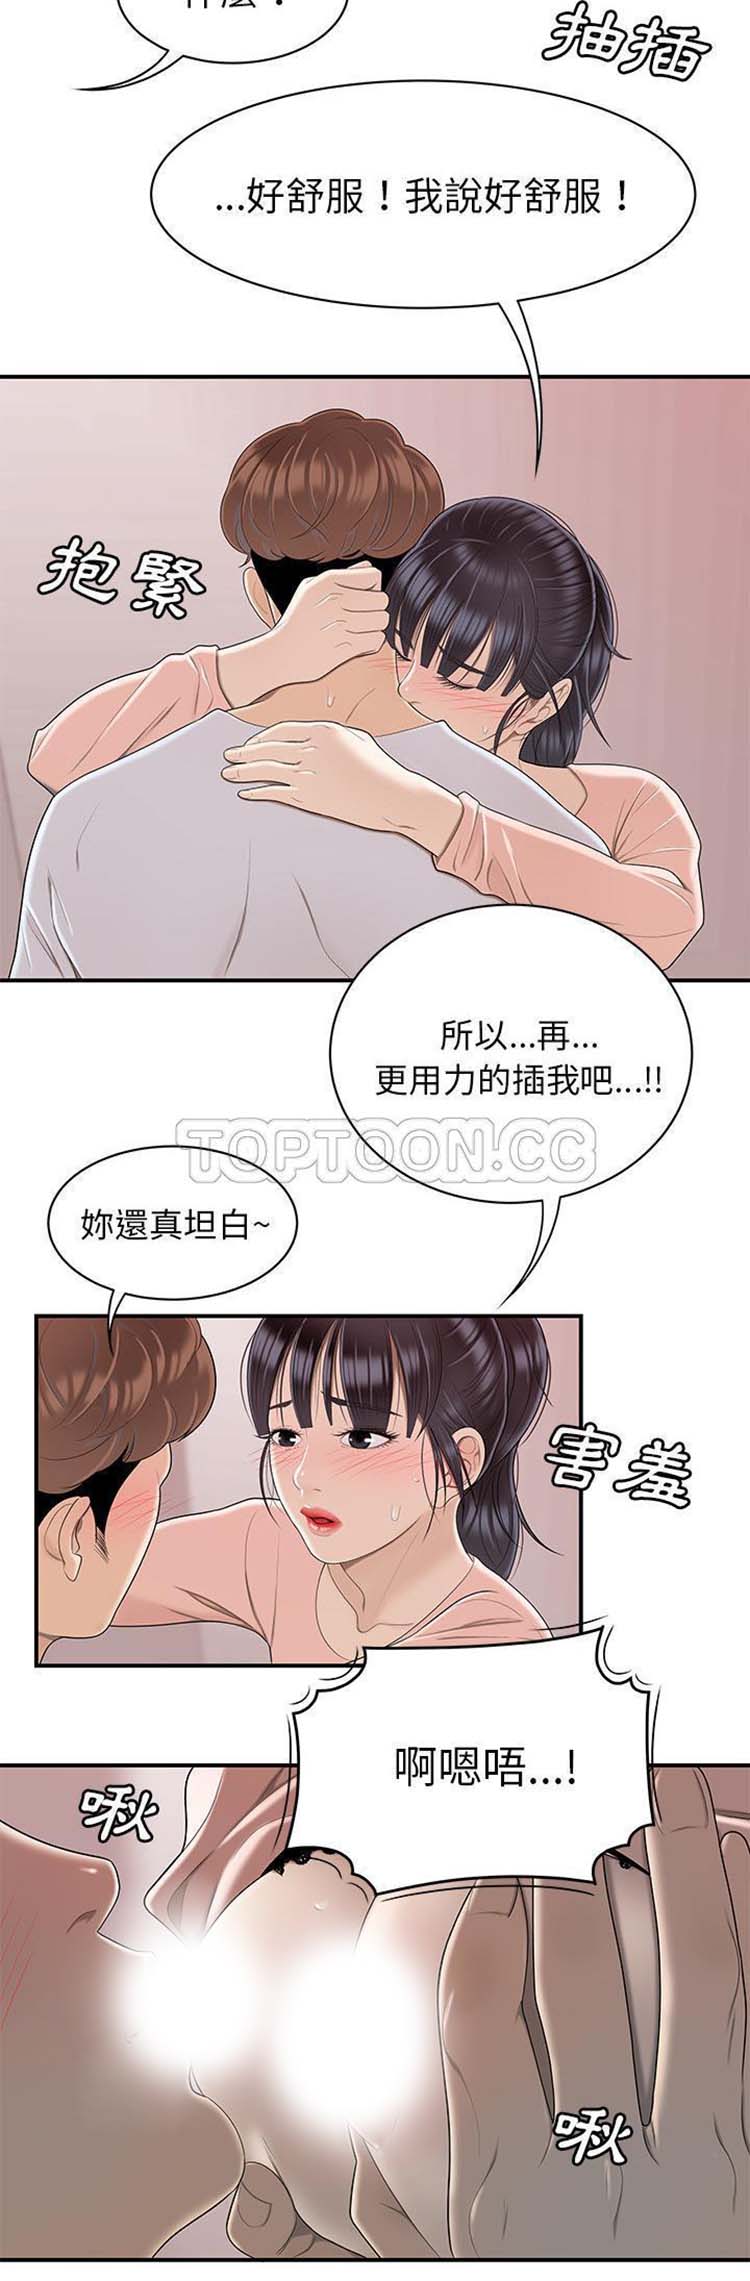 什麼！
抽插
...好舒服！我說好舒服！
抱緊
所以...再...
更用力的插我吧...!!
TOPTOON.CC
妳還真坦白~
害羞
啊嗯唔...!
啾
啾